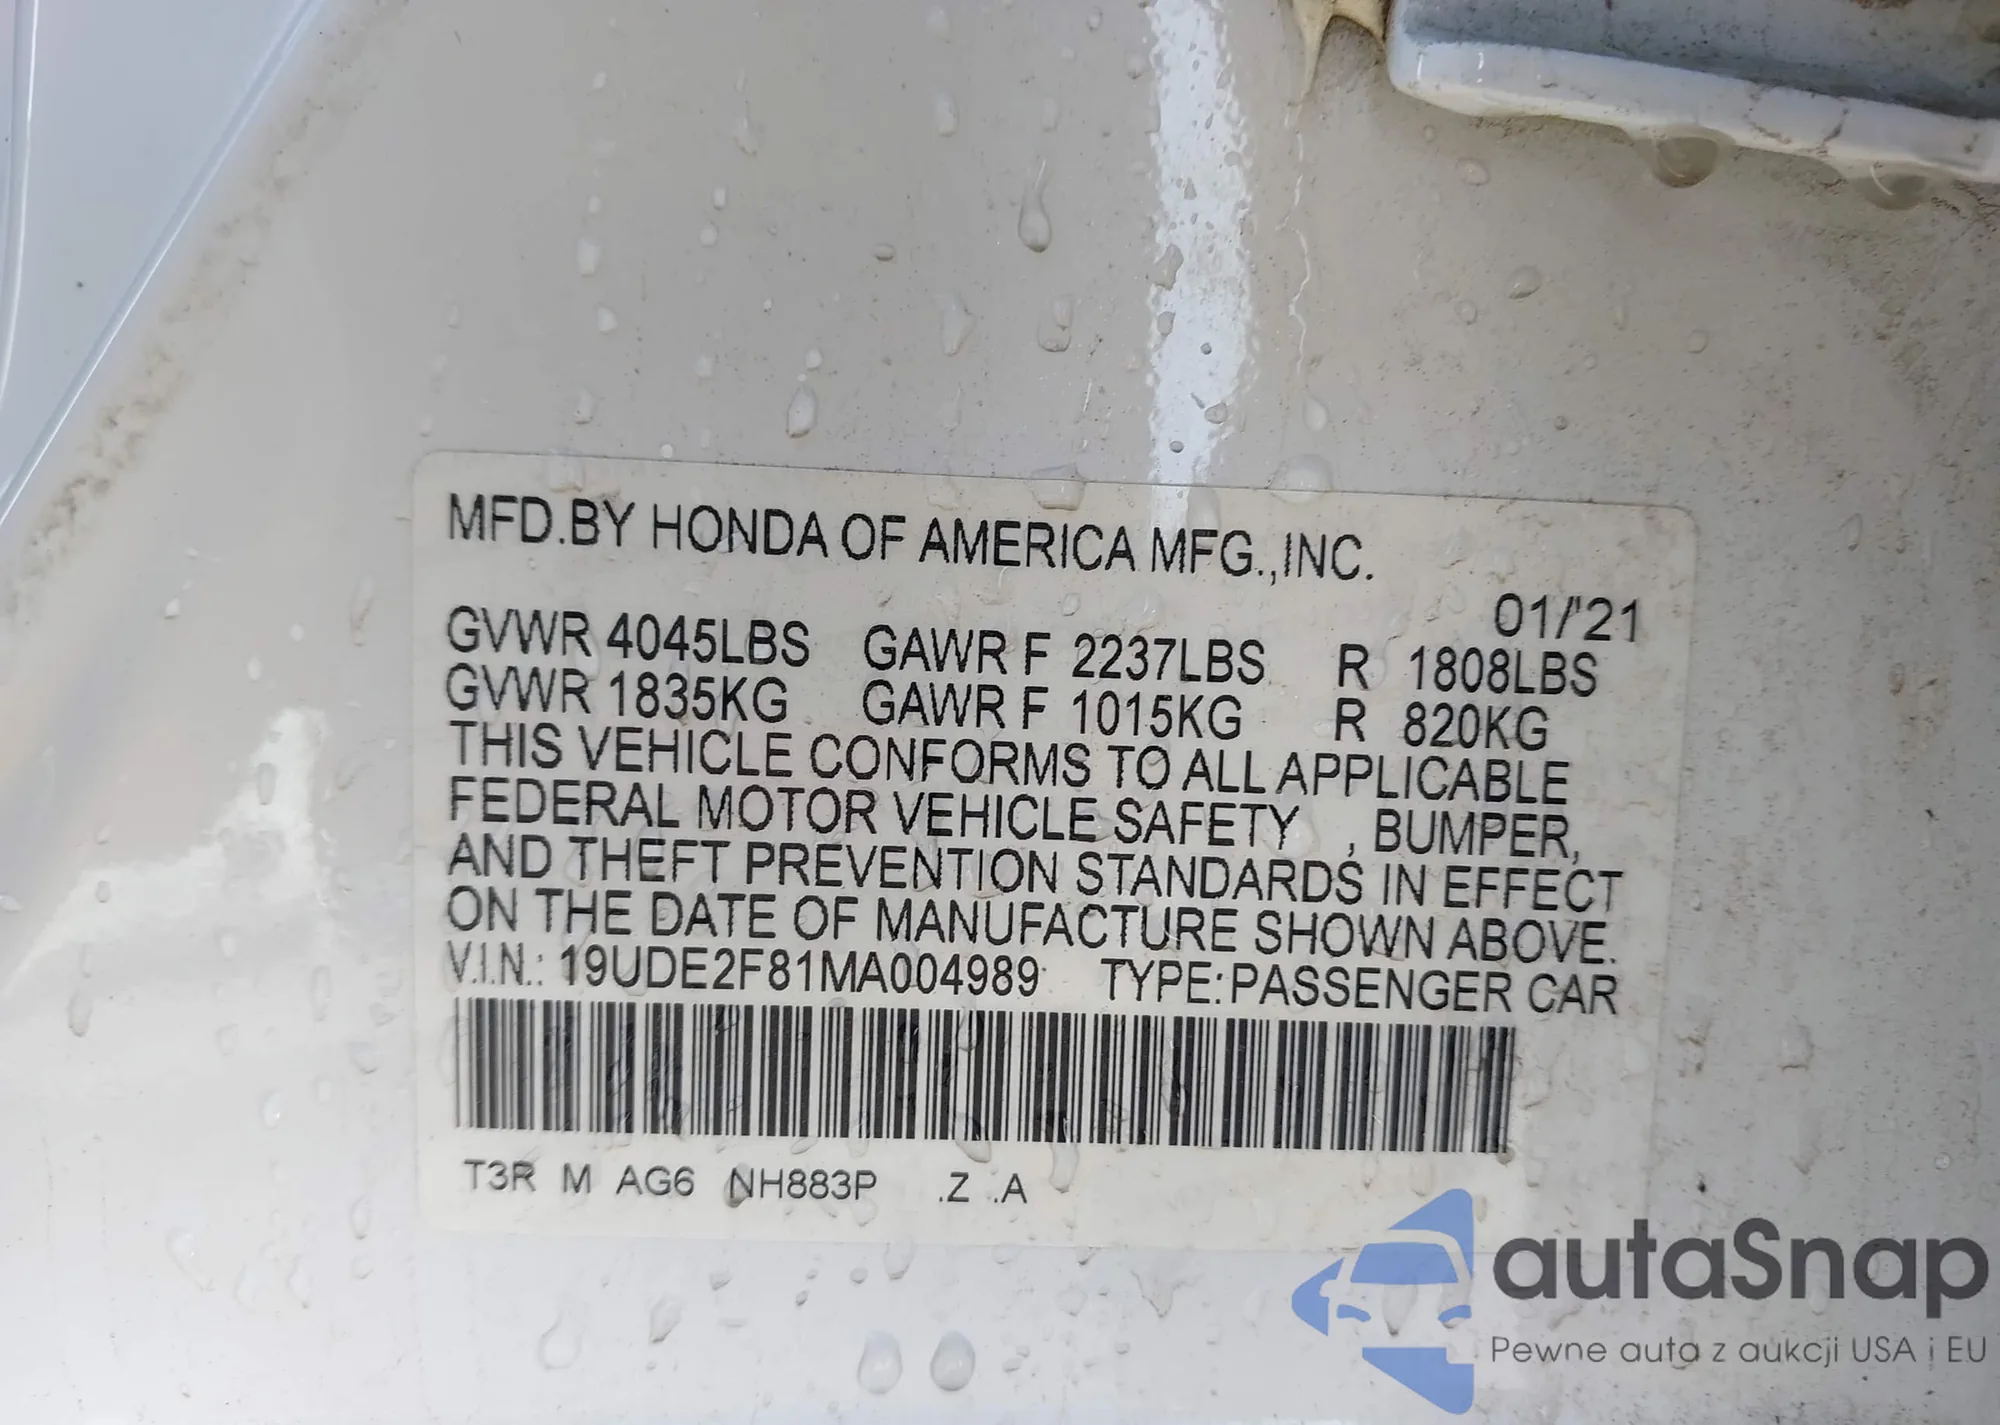 MFD.BY HONDA OF AMERICA MFG.,INC.
01/'21
GVWR 4045LBS GAWR F 2237LBS R 1808LBS
GVWR 1835KG GAWR F 1015KG R 820KG
THIS VEHICLE CONFORMS TO ALL APPLICABLE
FEDERAL MOTOR VEHICLE SAFETY , BUMPER,
AND THEFT PREVENTION STANDARDS IN EFFECT
ON THE DATE OF MANUFACTURE SHOWN ABOVE.
V.I.N.: 19UDE2F81MA004989 TYPE:PASSENGER CAR
T3R M AG6 NH883P .Z .A
autaSnap
Pewne auta z aukcji USA i EU